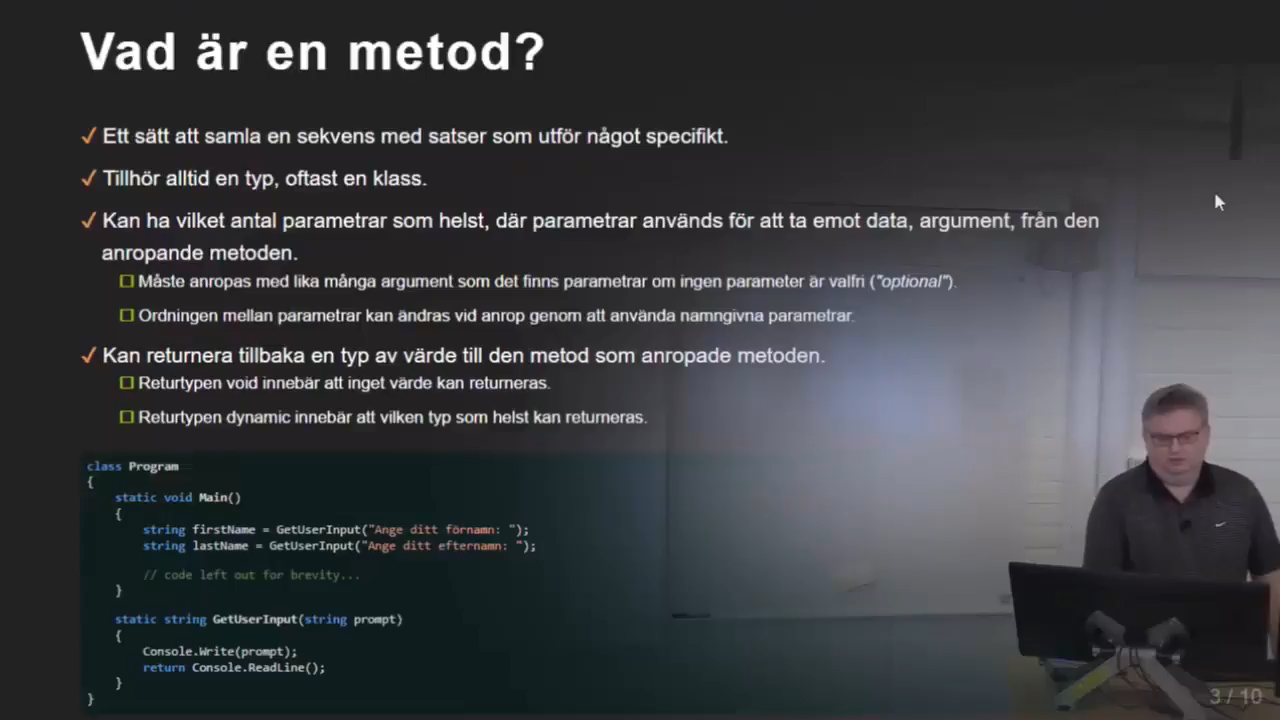 Vad är en metod?
Ett sätt att samla en sekvens med satser som utför något specifikt.
Tillhör alltid en typ, oftast en klass.
Kan ha vilket antal parametrar som helst, där parametrar används för att ta emot data, argument, från den
anropande metoden.
Måste anropas med lika många argument som det finns parametrar om ingen parameter är valfri ("optional").
Ordningen mellan parametrar kan ändras vid anrop genom att använda namngivna parametrar.
Kan returnera tillbaka en typ av värde till den metod som anropade metoden.
Returtypen void innebär att inget värde kan returneras.
Returtypen dynamic innebär att vilken typ som helst kan returneras.
class Program
{
static void Main()
{
string firstName = GetUserInput("Ange ditt förnamn: ");
string lastName = GetUserInput("Ange ditt efternamn: ");
// code left out for brevity...
}
static string GetUserInput(string prompt)
{
Console.Write(prompt);
return Console.ReadLine();
}
}
3 / 10